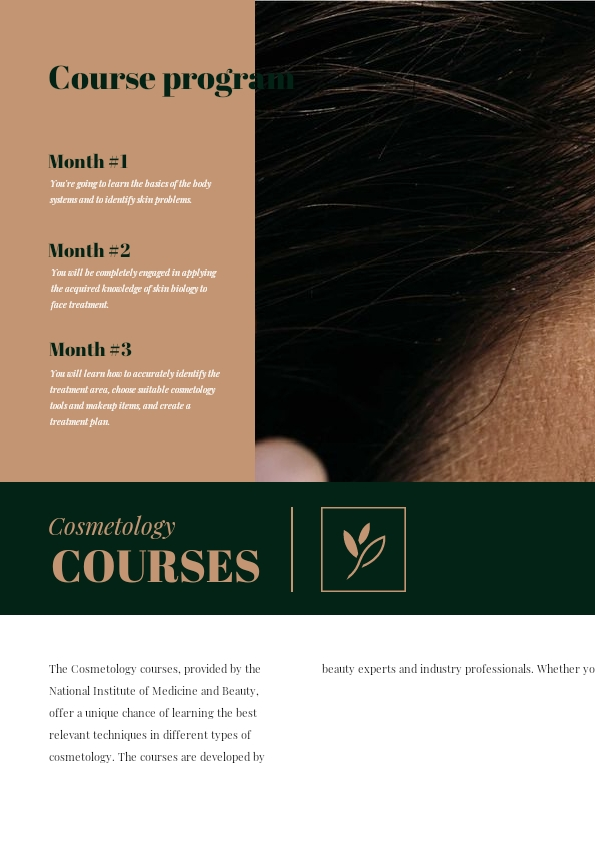 Course program
Month #1
You're going to learn the basics of the body
systems and to identify skin problems.
Month #2
You will be completely engaged in applying
the acquired knowledge of skin biology to
face treatment.
Month #3
You will learn how to accurately identify the
treatment area, choose suitable cosmetology
tools and makeup items, and create a
treatment plan.
Cosmetology
COURSES
The Cosmetology courses, provided by the
National Institute of Medicine and Beauty,
offer a unique chance of learning the best
relevant techniques in different types of
cosmetology. The courses are developed by
beauty experts and industry professionals. Whether yo